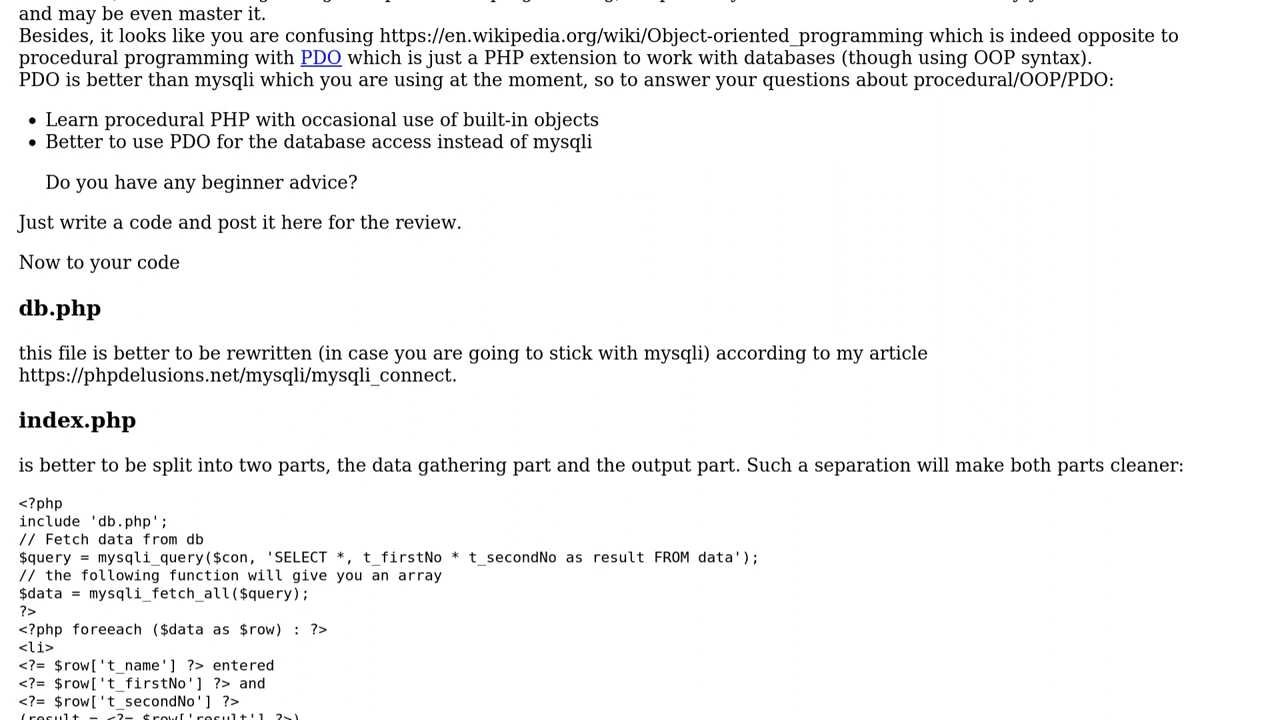 and may be even master it.
Besides, it looks like you are confusing https://en.wikipedia.org/wiki/Object-oriented_programming which is indeed opposite to
procedural programming with PDO which is just a PHP extension to work with databases (though using OOP syntax).
PDO is better than mysqli which you are using at the moment, so to answer your questions about procedural/OOP/PDO:
• Learn procedural PHP with occasional use of built-in objects
• Better to use PDO for the database access instead of mysqli
Do you have any beginner advice?
Just write a code and post it here for the review.
Now to your code
db.php
this file is better to be rewritten (in case you are going to stick with mysqli) according to my article
https://phpdelusions.net/mysqli/mysqli_connect.
index.php
is better to be split into two parts, the data gathering part and the output part. Such a separation will make both parts cleaner:
<?php
include 'db.php';
// Fetch data from db
$query = mysqli_query($con, 'SELECT *, t_firstNo * t_secondNo as result FROM data');
// the following function will give you an array
$data = mysqli_fetch_all($query);
?>
<?php foreeach ($data as $row) : ?>
<li>
<?= $row['t_name'] ?> entered
<?= $row['t_firstNo'] ?> and
<?= $row['t_secondNo'] ?>
(result = <?= $row['result'] ?>)